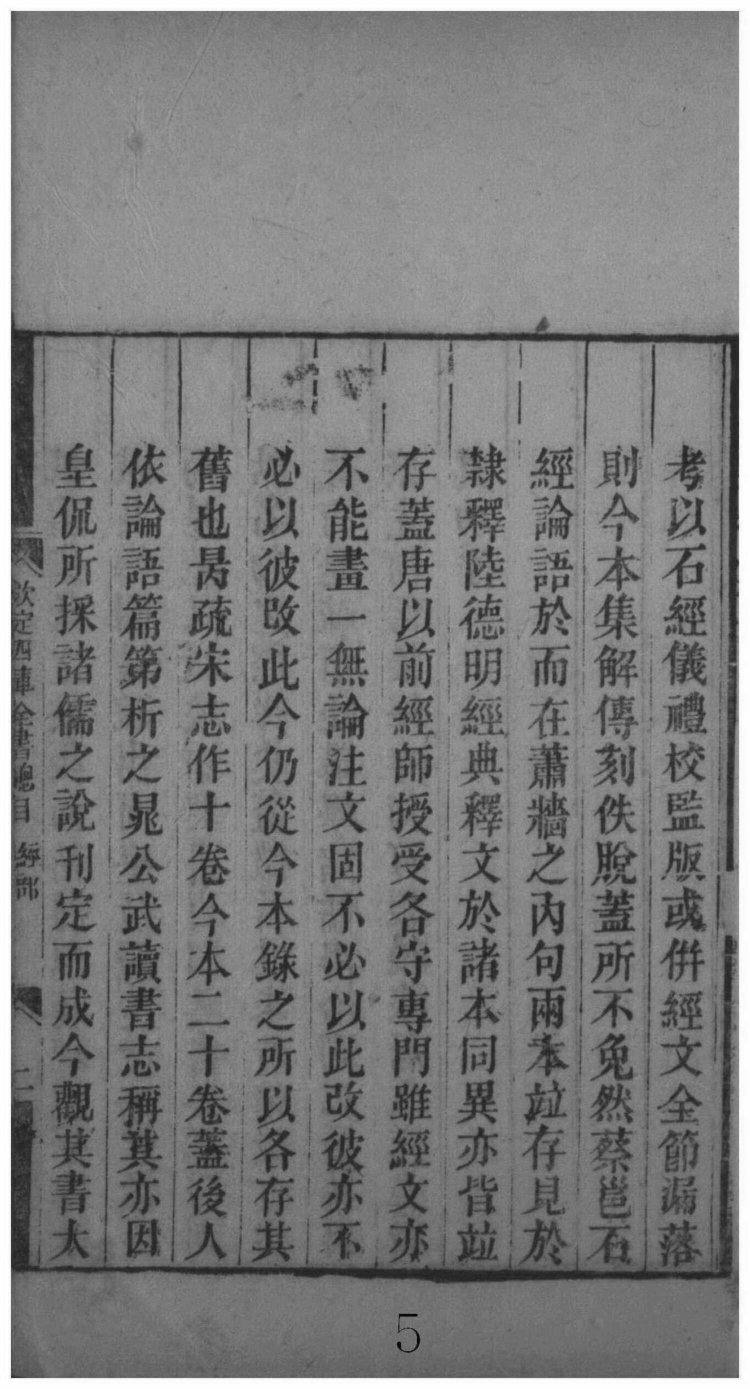 考以石經儀禮校監版或併經文全節漏落
則今本集解傳刻佚脫蓋所不免然蔡邕石
經論語於而在蕭牆之內句兩本竝存見於
隸釋陸德明經典釋文於諸本同異亦皆竝
存蓋唐以前經師授受各守專門雖經文亦
不能畫一無論注文固不必以此改彼亦不
必以彼改此今仍從今本錄之所以各存其
舊也昺疏宋志作十卷今本二十卷蓋後人
依論語篇第析之晁公武讀書志稱其亦因
皇侃所採諸儒之說刊定而成今觀其書大
欽定四庫全書總目 經部 二
5